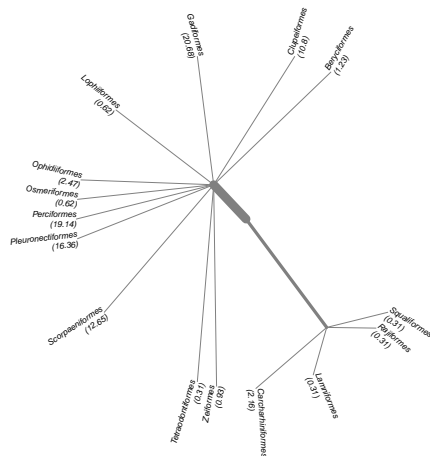 Gadiformes
(20.68)
Clupeiformes
(10.8)
Beryciformes
(1.23)
Lophiiformes
(0.62)
Ophidiiformes
(2.47)
Osmeriformes
(0.62)
Perciformes
(19.14)
Pleuronectiformes
(16.36)
Scorpaeniformes
(12.65)
Tetraodontiformes
(0.31)
Zeiformes
(0.93)
Carcharhiniformes
(2.16)
Lamniformes
(0.31)
Rajiformes
(0.31)
Squaliformes
(0.31)